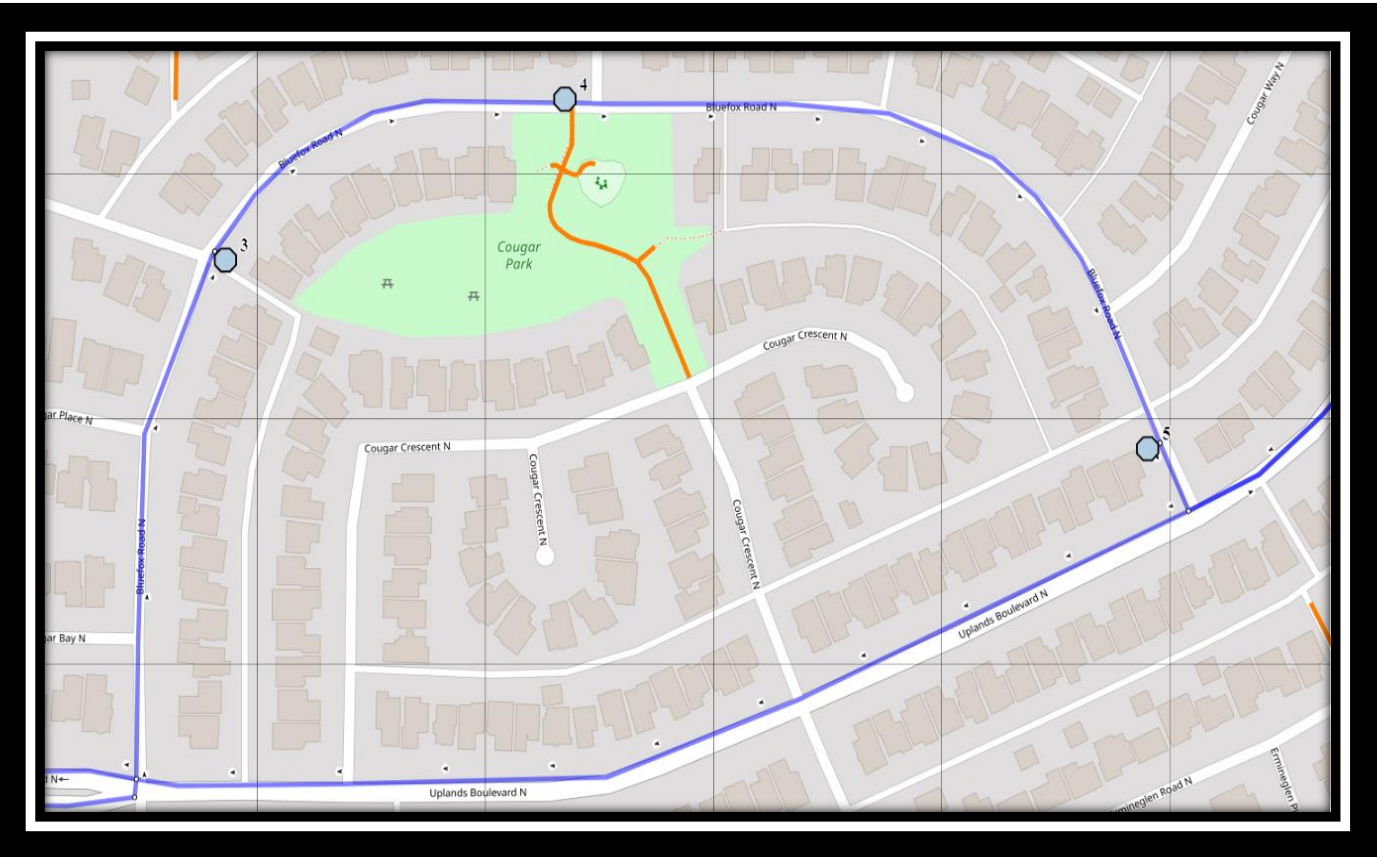 4
Bluefox Road N
Bluefox Road N
Cougar Way N
3
Cougar
Park
Bluefox Road N
Cougar Crescent N
Place N
5
Cougar Crescent N
Cougar Crescent N
Cougar Crescent N
Bluefox Road N
Uplands Boulevard N
Bay N
N←
Uplands Boulevard N
Road N
Ermineglen